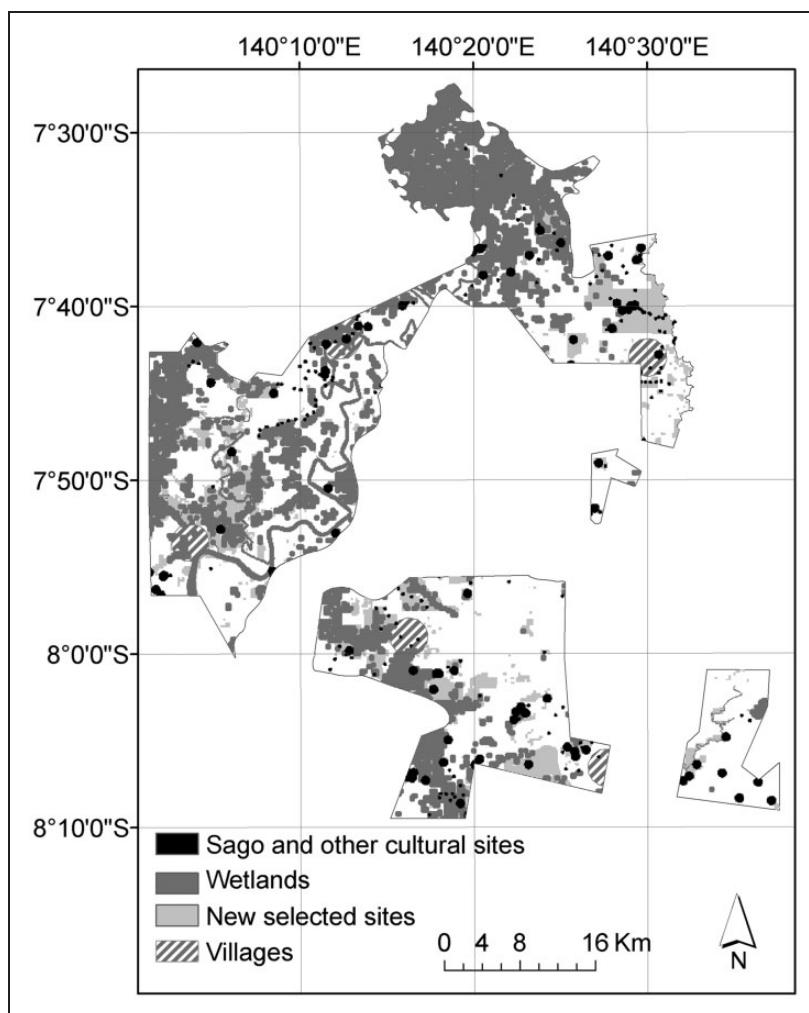 140°10'0"E 140°20'0"E 140°30'0"E
7°30'0"S
7°40'0"S
7°50'0"S
8°0'0"S
8°10'0"S
Sago and other cultural sites
Wetlands
New selected sites
Villages
0 4 8 16 Km
N